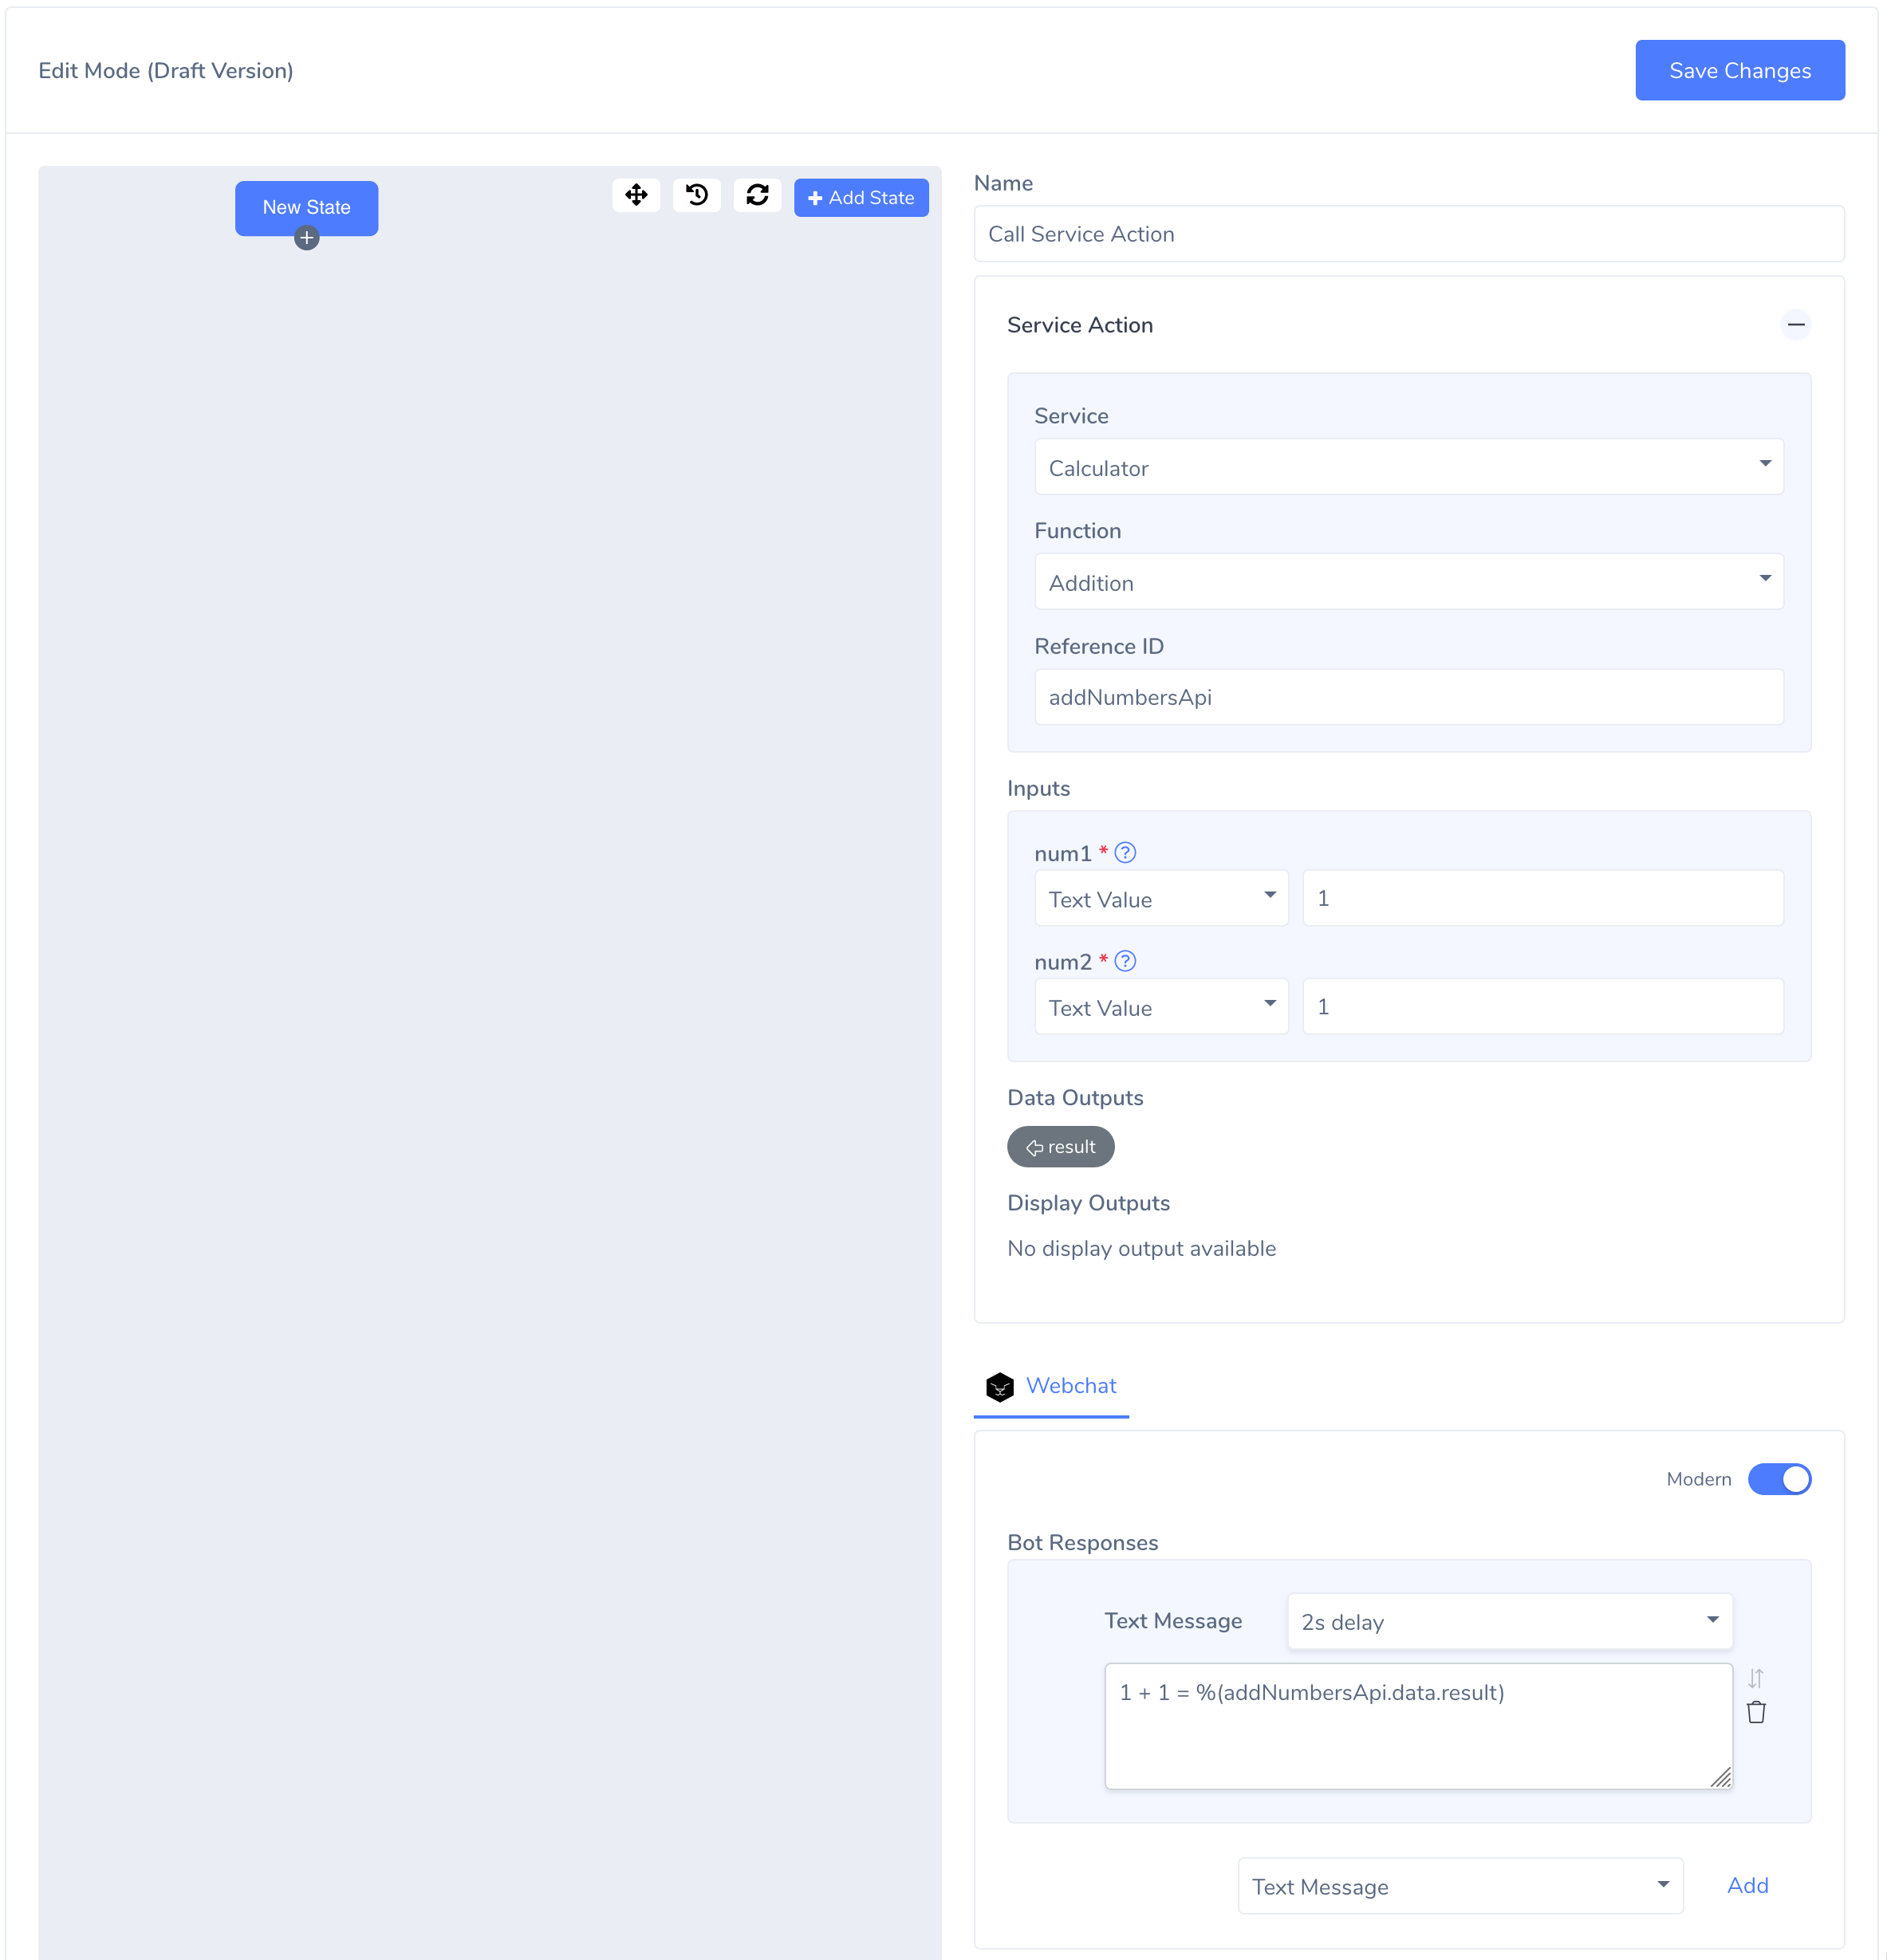 Edit Mode (Draft Version)
Save Changes
New State
Add State
Name
Call Service Action
Service Action
Service
Calculator
Function
Addition
Reference ID
addNumbersApi
Inputs
num1 *
Text Value
1
num2 *
Text Value
1
Data Outputs
result
Display Outputs
No display output available
Webchat
Modern
Bot Responses
Text Message
2s delay
1 + 1 = %(addNumbersApi.data.result)
Text Message
Add